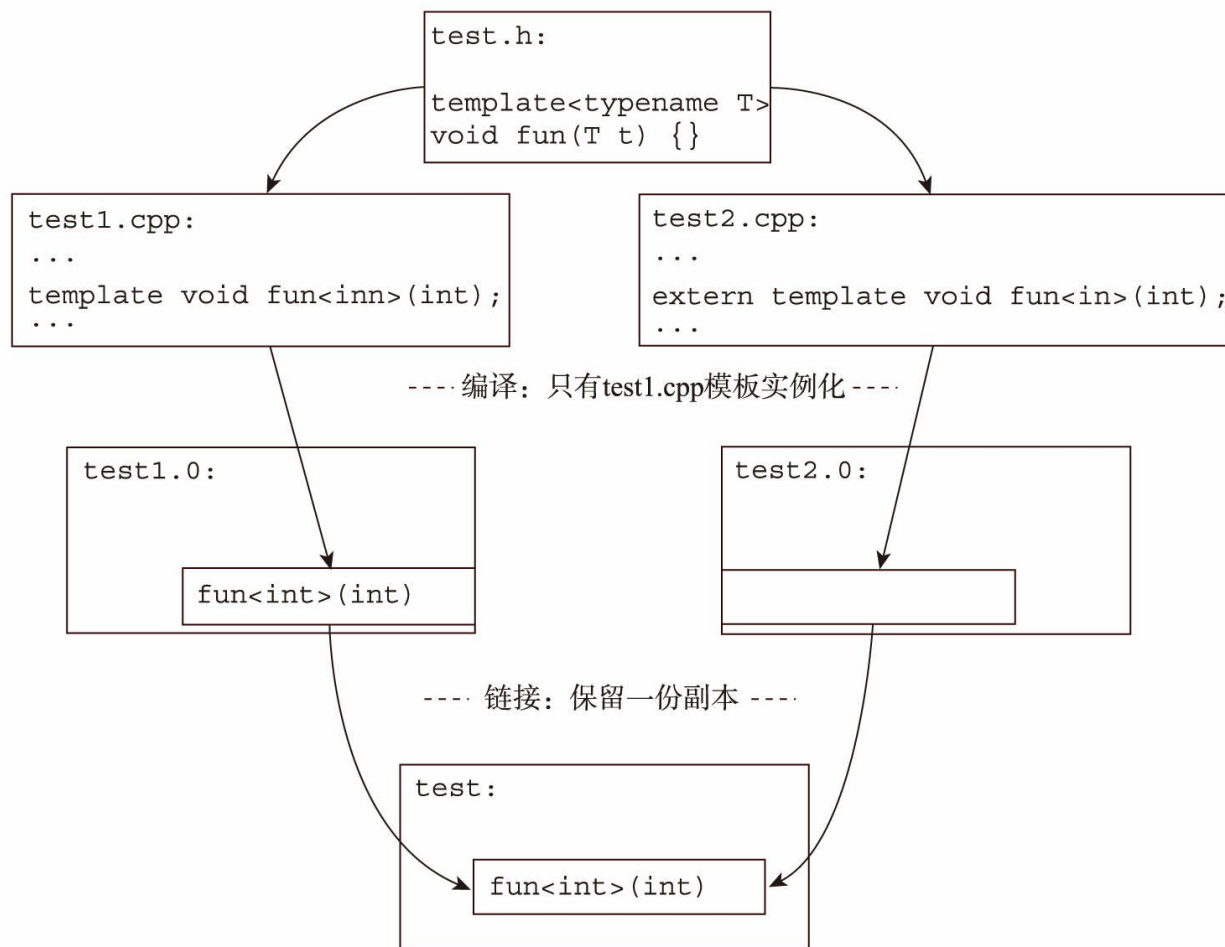 test.h:
template<typename T>
void fun(T t) {}
test1.cpp:
...
template void fun<inn>(int);
...
test2.cpp:
...
extern template void fun<in>(int);
...
---- 编译：只有test1.cpp模板实例化 ----
test1.0:
fun<int>(int)
test2.0:
---- 链接：保留一份副本 ----
test:
fun<int>(int)